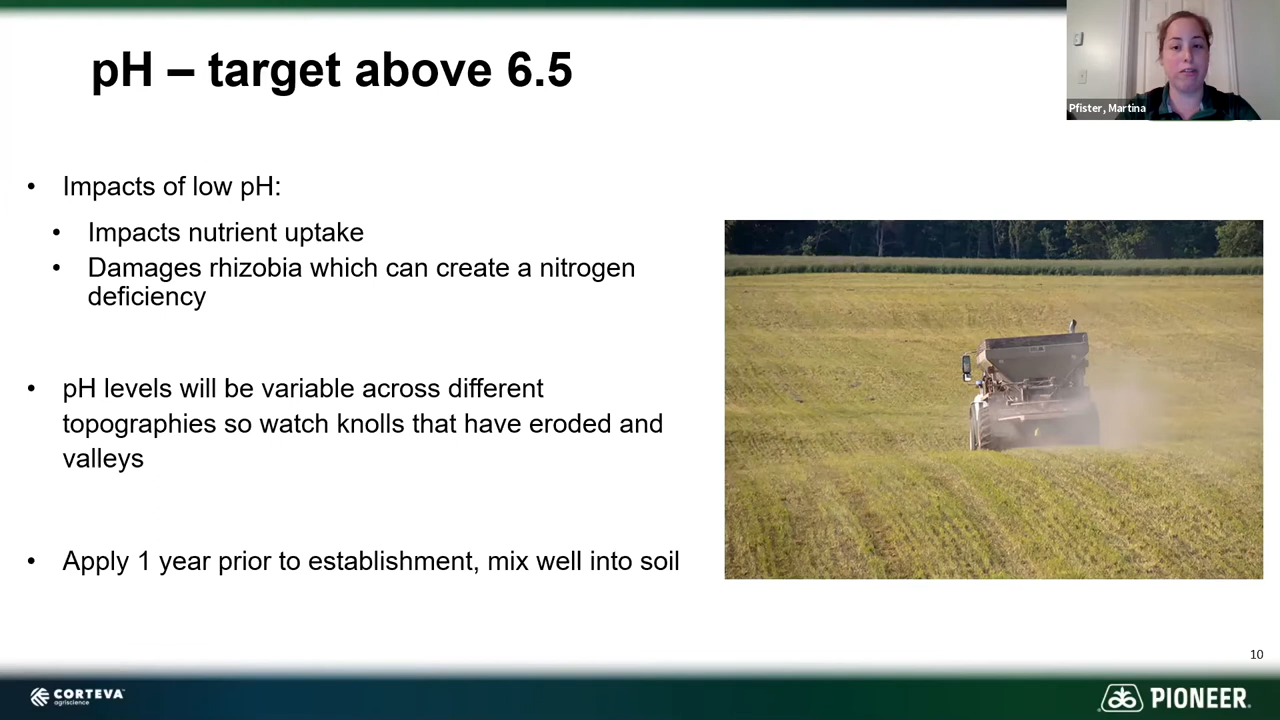 pH – target above 6.5
Pfister, Martina
• Impacts of low pH:
• Impacts nutrient uptake
• Damages rhizobia which can create a nitrogen
deficiency
• pH levels will be variable across different
topographies so watch knolls that have eroded and
valleys
• Apply 1 year prior to establishment, mix well into soil
10
CORTEVA
agriscience
PIONEER